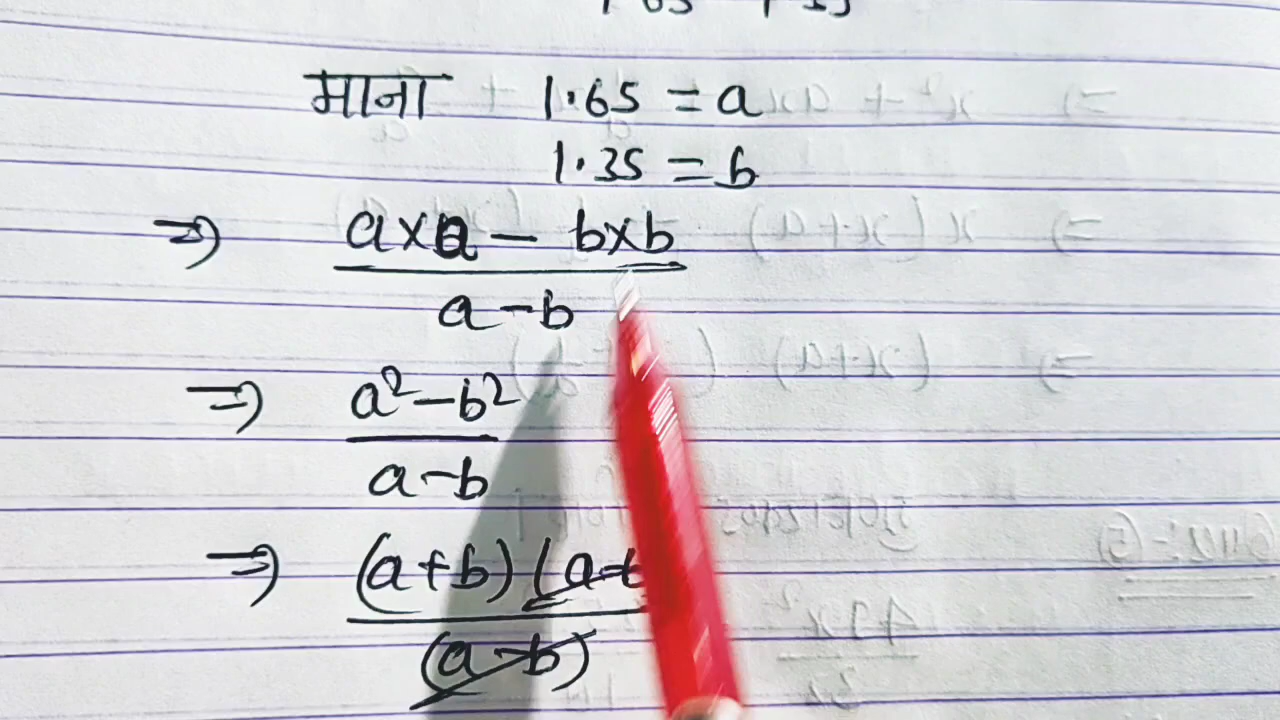 माना 1.65 = a
1.35 = b
⇒ a×a - b×b
a-b
⇒ a²-b²
a-b
⇒ (a+b) (a-b
(a-b)